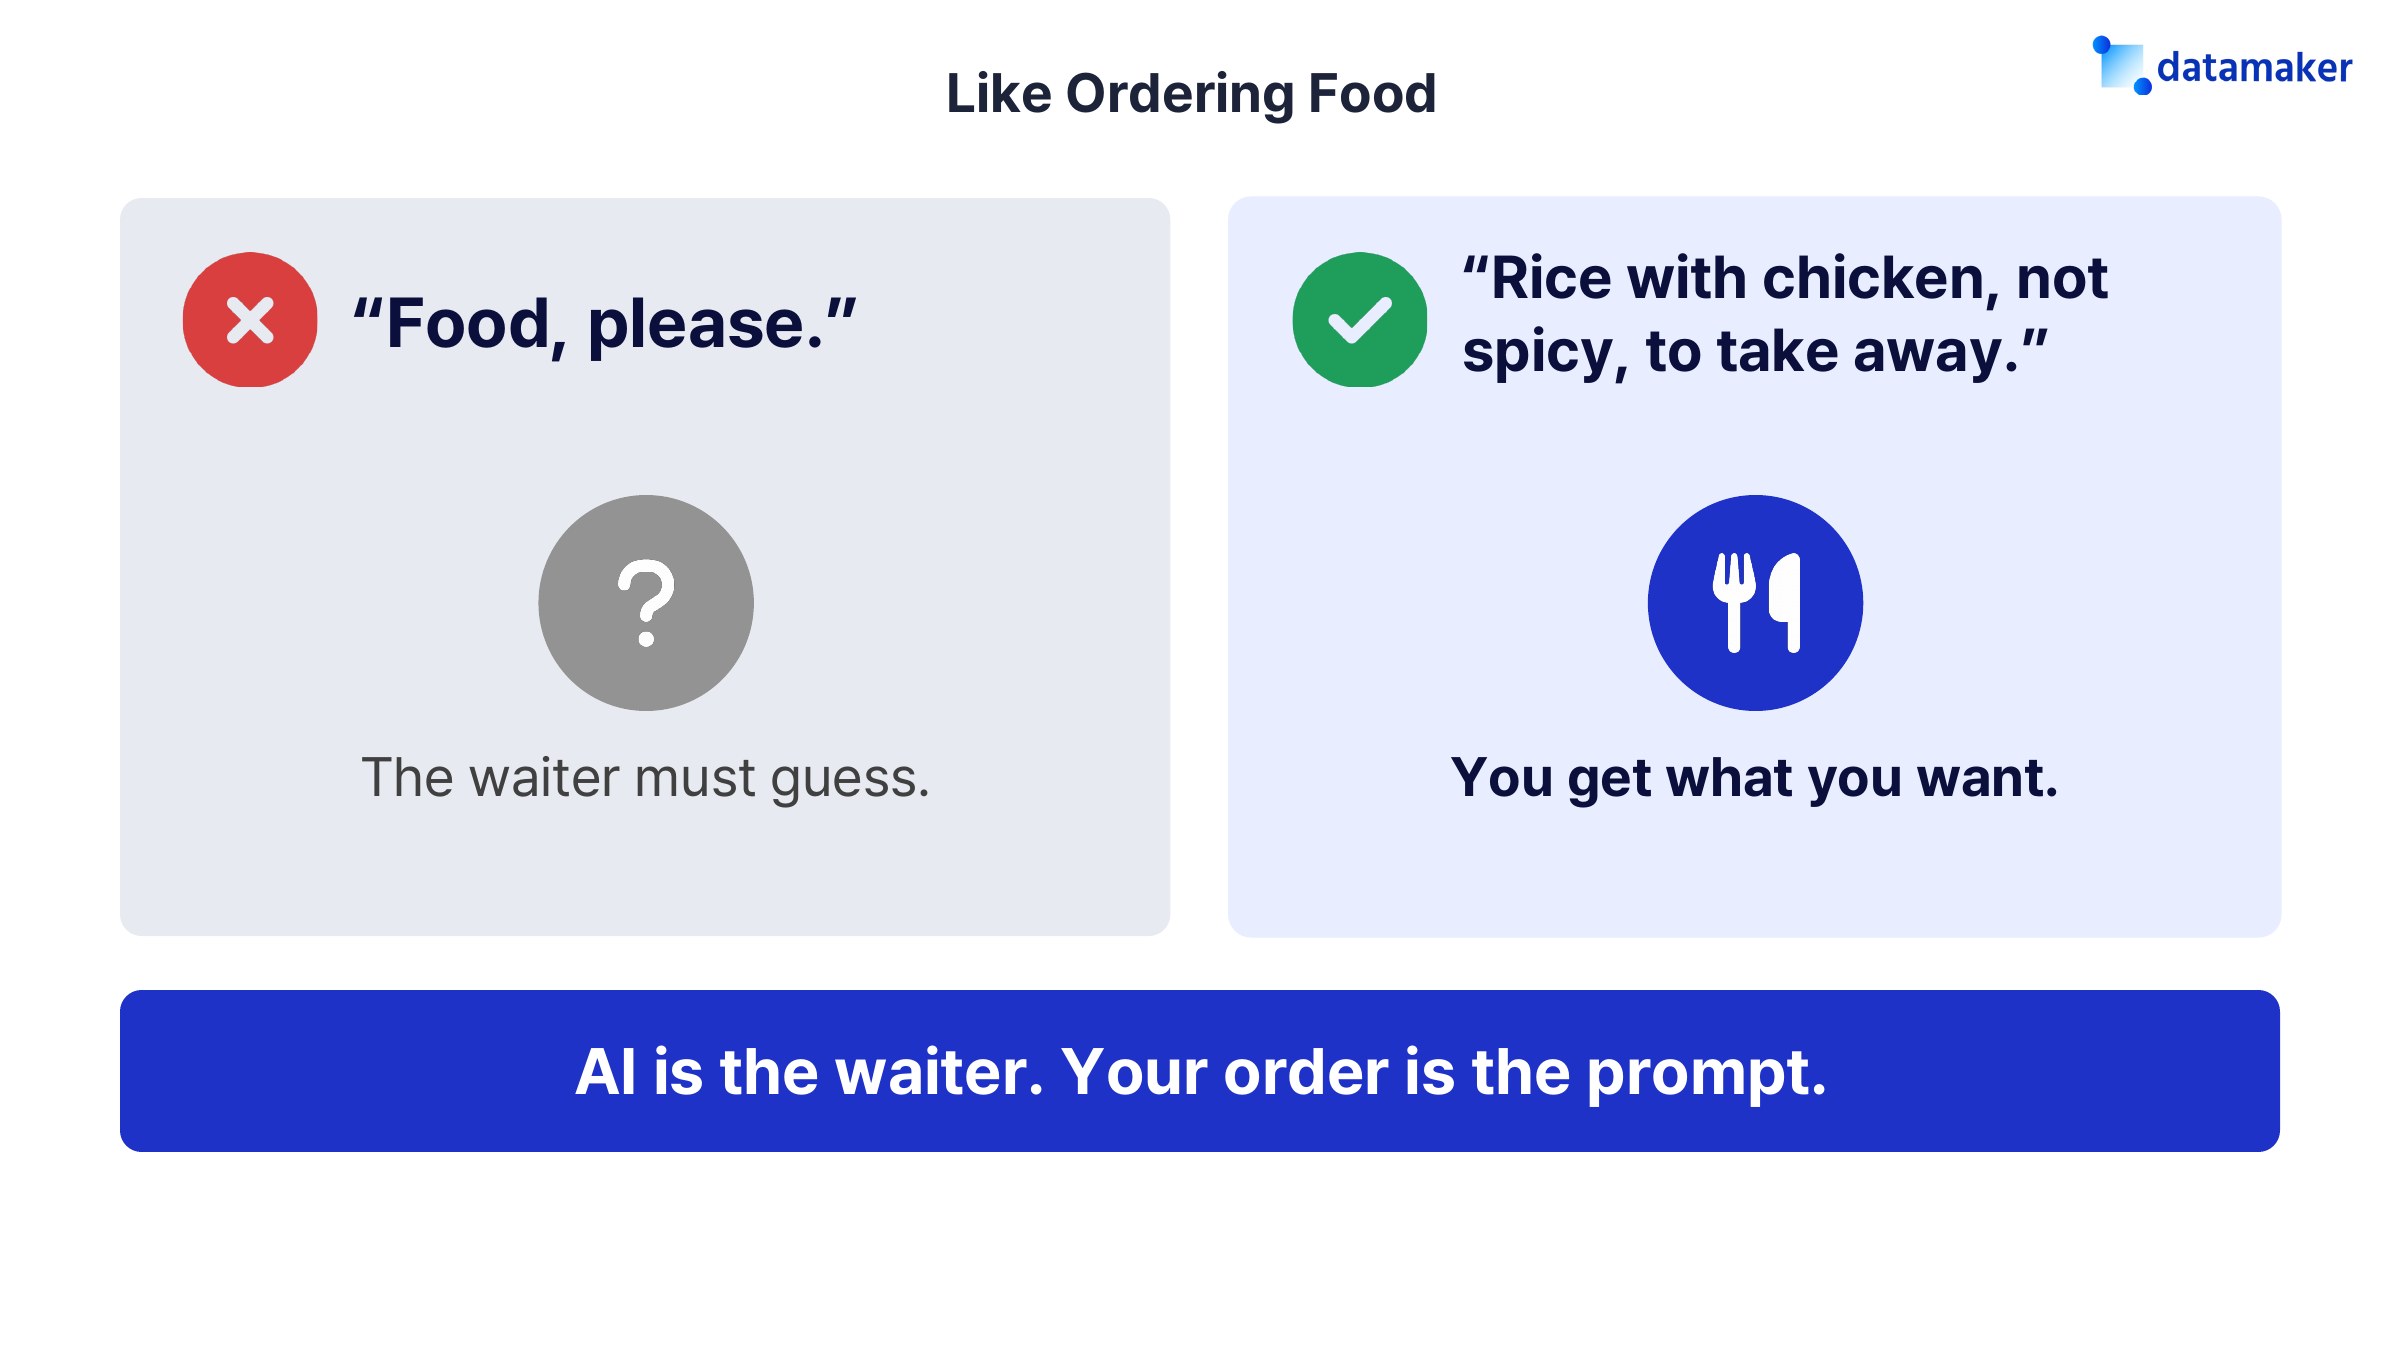 datamaker
Like Ordering Food
“Food, please.”
“Rice with chicken, not
spicy, to take away.”
?
The waiter must guess.
You get what you want.
AI is the waiter. Your order is the prompt.